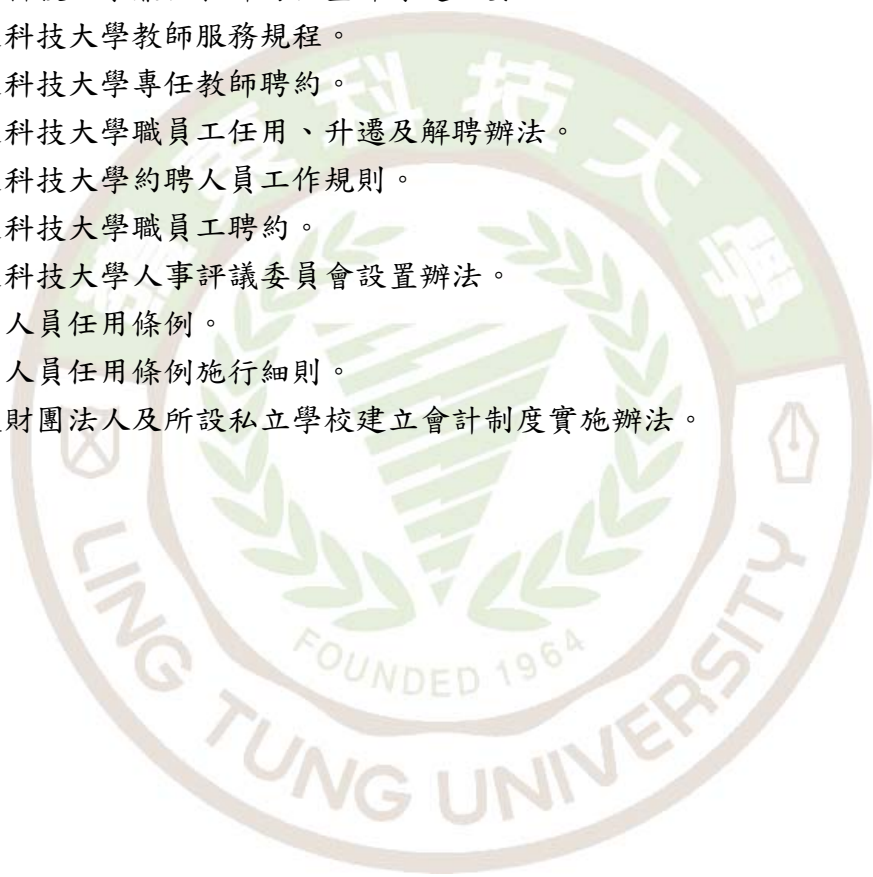 科技大學教師服務規程。
科技大學專任教師聘約。
科技大學職員工任用、升遷及解聘辦法。
科技大學約聘人員工作規則。
科技大學職員工聘約。
科技大學人事評議委員會設置辦法。
人員任用條例。
人員任用條例施行細則。
財團法人及所設私立學校建立會計制度實施辦法。
嶺東科技大學
FOUNDED 1964
LING TUNG UNIVERSITY